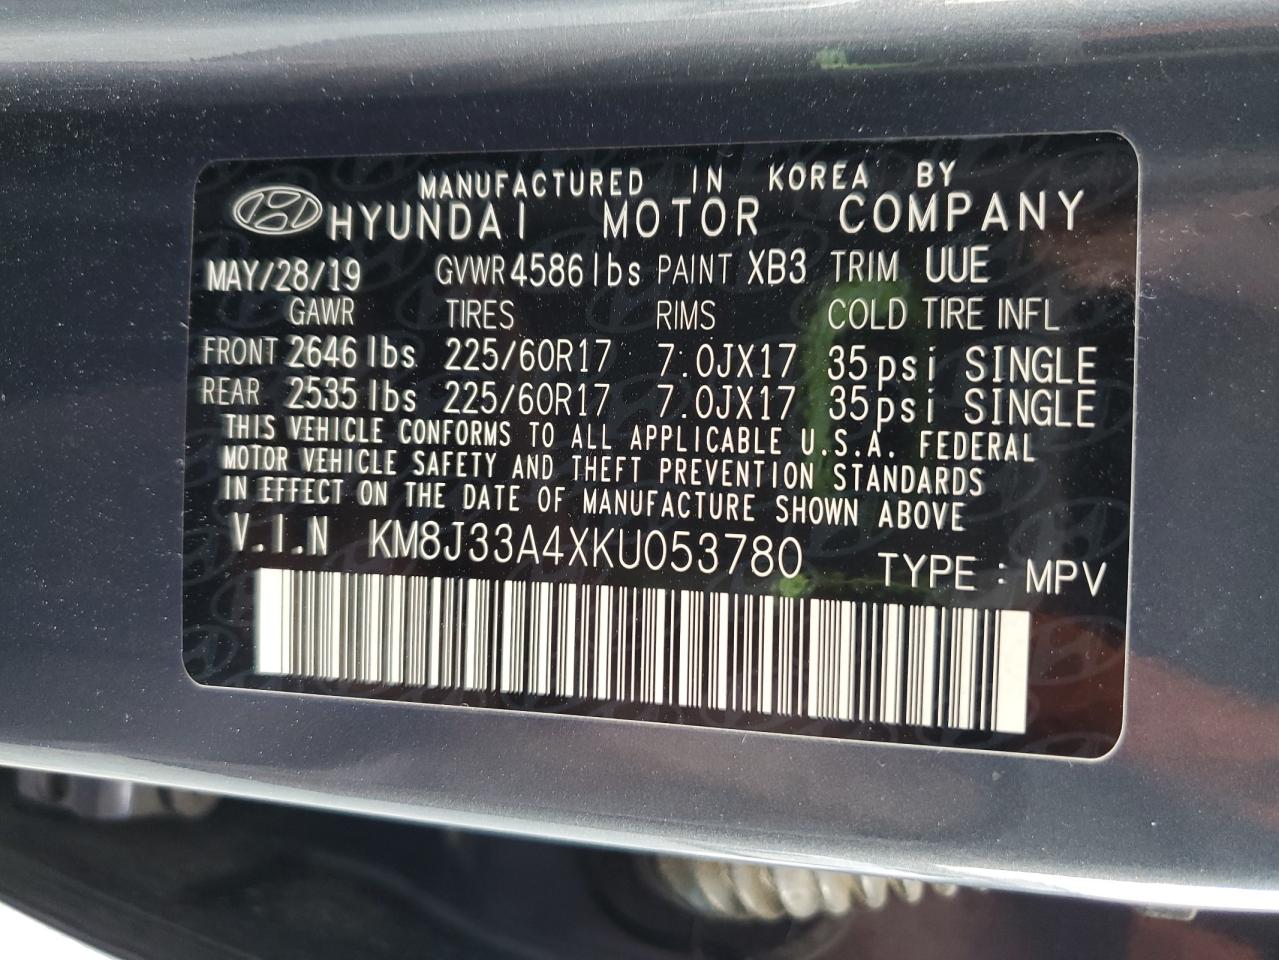 MANUFACTURED IN KOREA BY
HYUNDAI MOTOR COMPANY
MAY/28/19 GVWR 4586 lbs PAINT XB3 TRIM UUE
GAWR TIRES RIMS COLD TIRE INFL
FRONT 2646 lbs 225/60R17 7.0JX17 35psi SINGLE
REAR 2535 lbs 225/60R17 7.0JX17 35psi SINGLE
THIS VEHICLE CONFORMS TO ALL APPLICABLE U.S.A. FEDERAL
MOTOR VEHICLE SAFETY AND THEFT PREVENTION STANDARDS
IN EFFECT ON THE DATE OF MANUFACTURE SHOWN ABOVE
V.I.N KM8J33A4XKU053780 TYPE : MPV